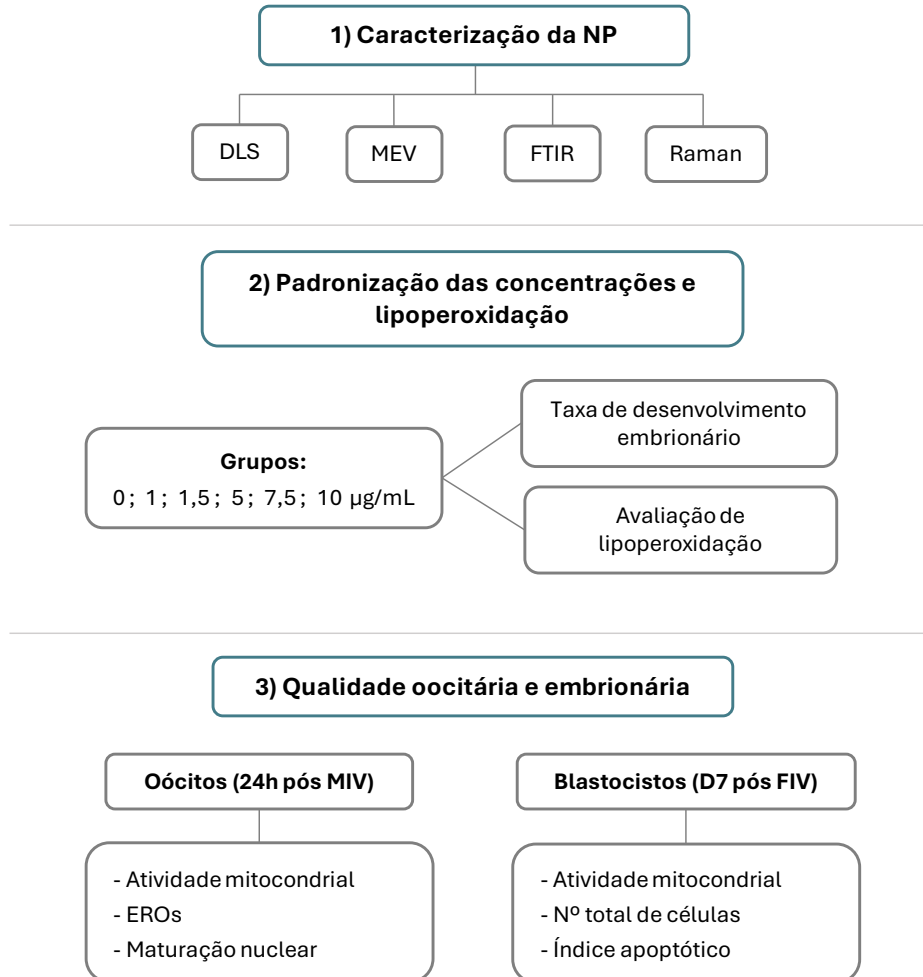 1) Caracterização da NP
DLS
MEV
FTIR
Raman
2) Padronização das concentrações e
lipoperoxidação
Grupos:
0; 1; 1,5; 5; 7,5; 10 µg/mL
Taxa de desenvolvimento
embrionário
Avaliação de
lipoperoxidação
3) Qualidade oocitária e embrionária
Oócitos (24h pós MIV)
- Atividade mitocondrial
- EROs
- Maturação nuclear
Blastocistos (D7 pós FIV)
- Atividade mitocondrial
- Nº total de células
- Índice apoptótico